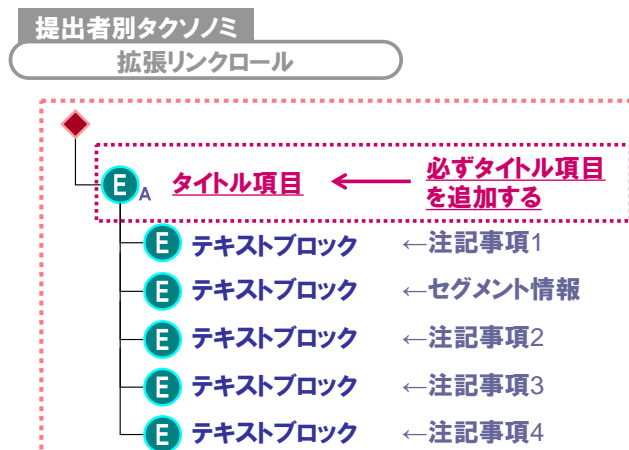 提出者別タクソノミ
拡張リンクロール
E A タイトル項目 ← 必ずタイトル項目
を追加する
E テキストブロック ←注記事項1
E テキストブロック ←セグメント情報
E テキストブロック ←注記事項2
E テキストブロック ←注記事項3
E テキストブロック ←注記事項4